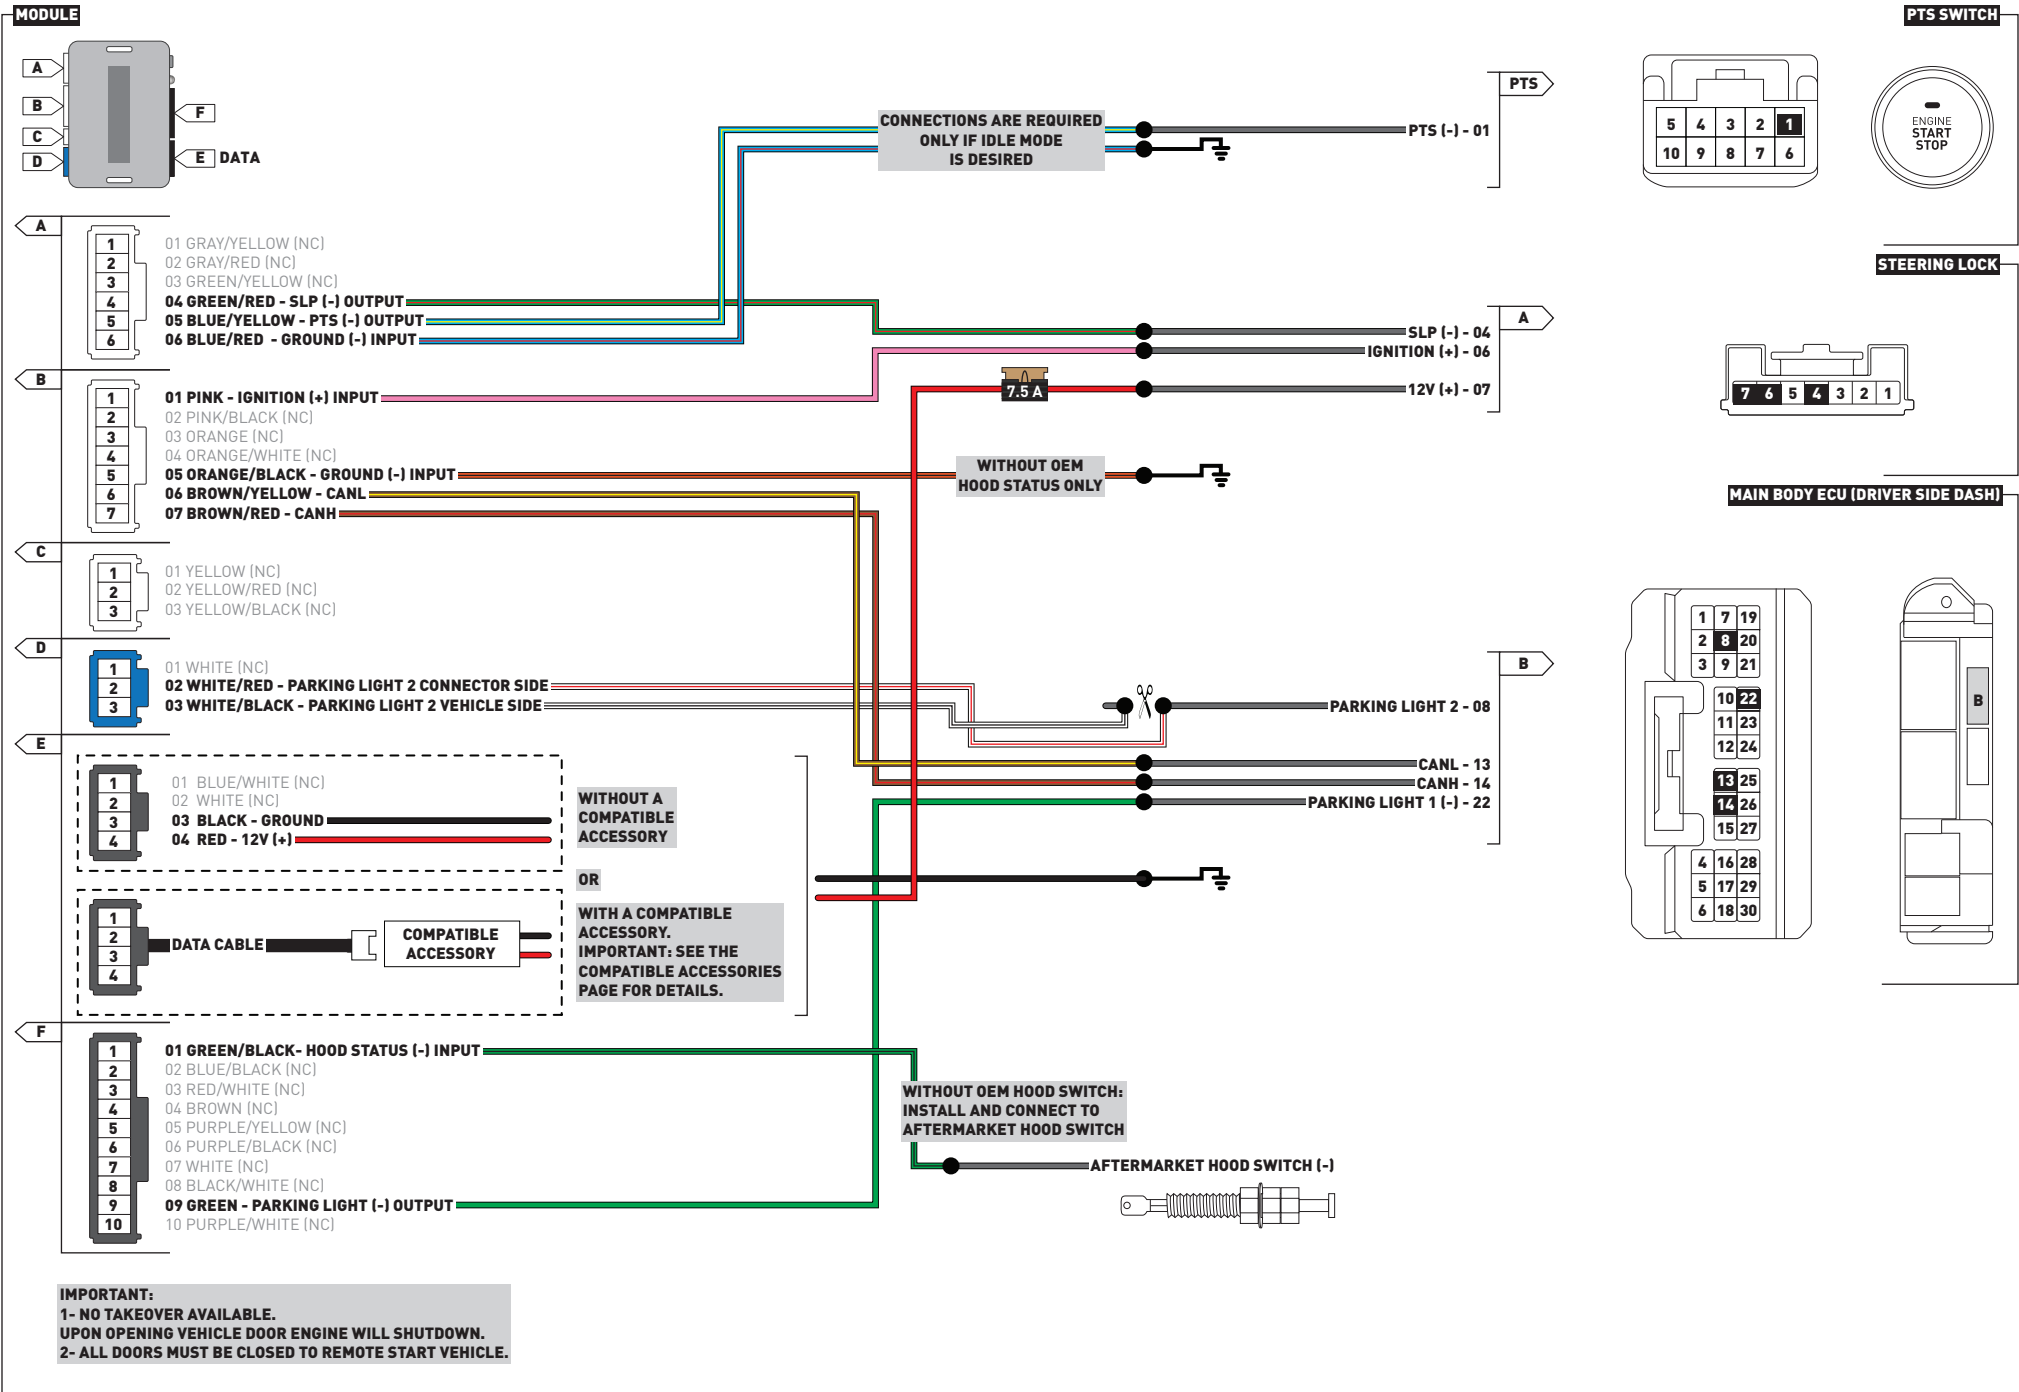 MODULE
A
B
C
D
F
E DATA
A
1 01 GRAY/YELLOW (NC)
2 02 GRAY/RED (NC)
3 03 GREEN/YELLOW (NC)
4 04 GREEN/RED - SLP (-) OUTPUT
5 05 BLUE/YELLOW - PTS (-) OUTPUT
6 06 BLUE/RED - GROUND (-) INPUT
B
1 01 PINK - IGNITION (+) INPUT
2 02 PINK/BLACK (NC)
3 03 ORANGE (NC)
4 04 ORANGE/WHITE (NC)
5 05 ORANGE/BLACK - GROUND (-) INPUT
6 06 BROWN/YELLOW - CANL
7 07 BROWN/RED - CANH
C
1 01 YELLOW (NC)
2 02 YELLOW/RED (NC)
3 03 YELLOW/BLACK (NC)
D
1 01 WHITE (NC)
2 02 WHITE/RED - PARKING LIGHT 2 CONNECTOR SIDE
3 03 WHITE/BLACK - PARKING LIGHT 2 VEHICLE SIDE
E
1 01 BLUE/WHITE (NC)
2 02 WHITE (NC)
3 03 BLACK - GROUND
4 04 RED - 12V (+)
WITHOUT A
COMPATIBLE
ACCESSORY
OR
1
2
3
4
DATA CABLE
COMPATIBLE
ACCESSORY
WITH A COMPATIBLE
ACCESSORY.
IMPORTANT: SEE THE
COMPATIBLE ACCESSORIES
PAGE FOR DETAILS.
F
1 01 GREEN/BLACK- HOOD STATUS (-) INPUT
2 02 BLUE/BLACK (NC)
3 03 RED/WHITE (NC)
4 04 BROWN (NC)
5 05 PURPLE/YELLOW (NC)
6 06 PURPLE/BLACK (NC)
7 07 WHITE (NC)
8 08 BLACK/WHITE (NC)
9 09 GREEN - PARKING LIGHT (-) OUTPUT
10 10 PURPLE/WHITE (NC)
IMPORTANT:
1- NO TAKEOVER AVAILABLE.
UPON OPENING VEHICLE DOOR ENGINE WILL SHUTDOWN.
2- ALL DOORS MUST BE CLOSED TO REMOTE START VEHICLE.
CONNECTIONS ARE REQUIRED
ONLY IF IDLE MODE
IS DESIRED
7.5 A
WITHOUT OEM
HOOD STATUS ONLY
WITHOUT OEM HOOD SWITCH:
INSTALL AND CONNECT TO
AFTERMARKET HOOD SWITCH
AFTERMARKET HOOD SWITCH (-)
PTS
PTS (-) - 01
A
SLP (-) - 04
IGNITION (+) - 06
12V (+) - 07
B
PARKING LIGHT 2 - 08
CANL - 13
CANH - 14
PARKING LIGHT 1 (-) - 22
PTS SWITCH
5 4 3 2 1
10 9 8 7 6
ENGINE
START
STOP
STEERING LOCK
7 6 5 4 3 2 1
MAIN BODY ECU (DRIVER SIDE DASH)
1 7 19
2 8 20
3 9 21
10 22
11 23
12 24
13 25
14 26
15 27
4 16 28
5 17 29
6 18 30
B